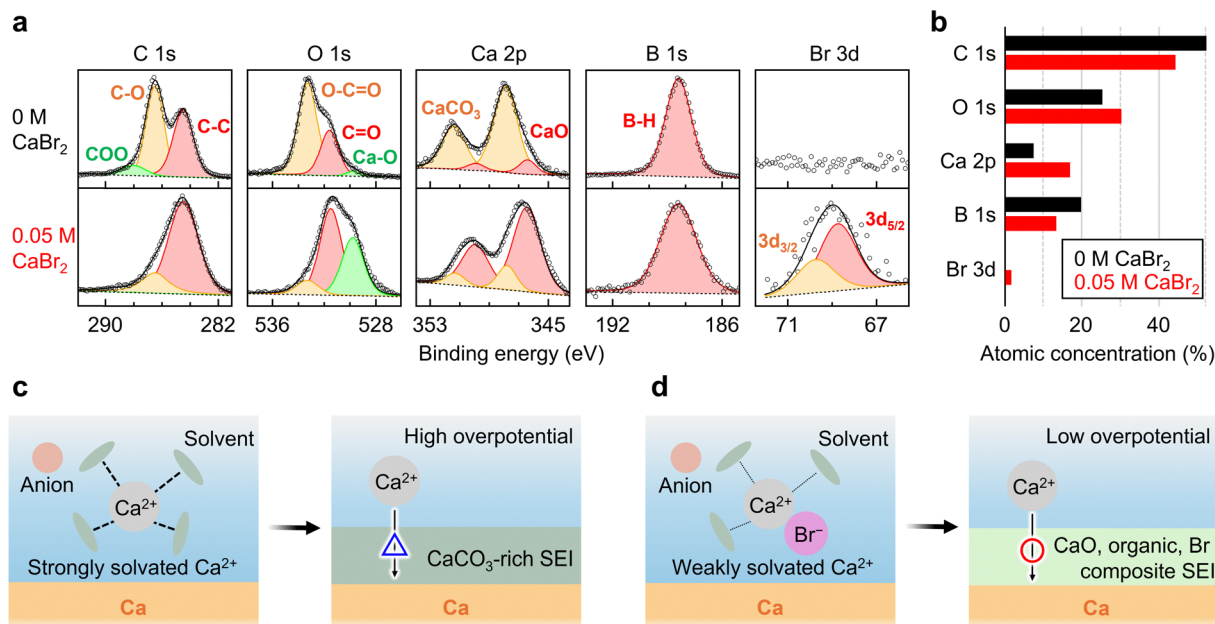 a
C 1s
O 1s
Ca 2p
B 1s
Br 3d
0 M
CaBr₂
C-O
C-C
COO
O-C=O
C=O
Ca-O
CaCO₃
CaO
B-H
0.05 M
CaBr₂
3d₃/₂
3d₅/₂
290
282
536
528
353
345
192
186
71
67
Binding energy (eV)
b
C 1s
O 1s
Ca 2p
B 1s
Br 3d
0 M CaBr₂
0.05 M CaBr₂
0
20
40
Atomic concentration (%)
c
Solvent
Anion
Ca²⁺
Strongly solvated Ca²⁺
Ca
High overpotential
Ca²⁺
CaCO₃-rich SEI
Ca
d
Solvent
Anion
Ca²⁺
Br⁻
Weakly solvated Ca²⁺
Ca
Low overpotential
Ca²⁺
CaO, organic, Br
composite SEI
Ca